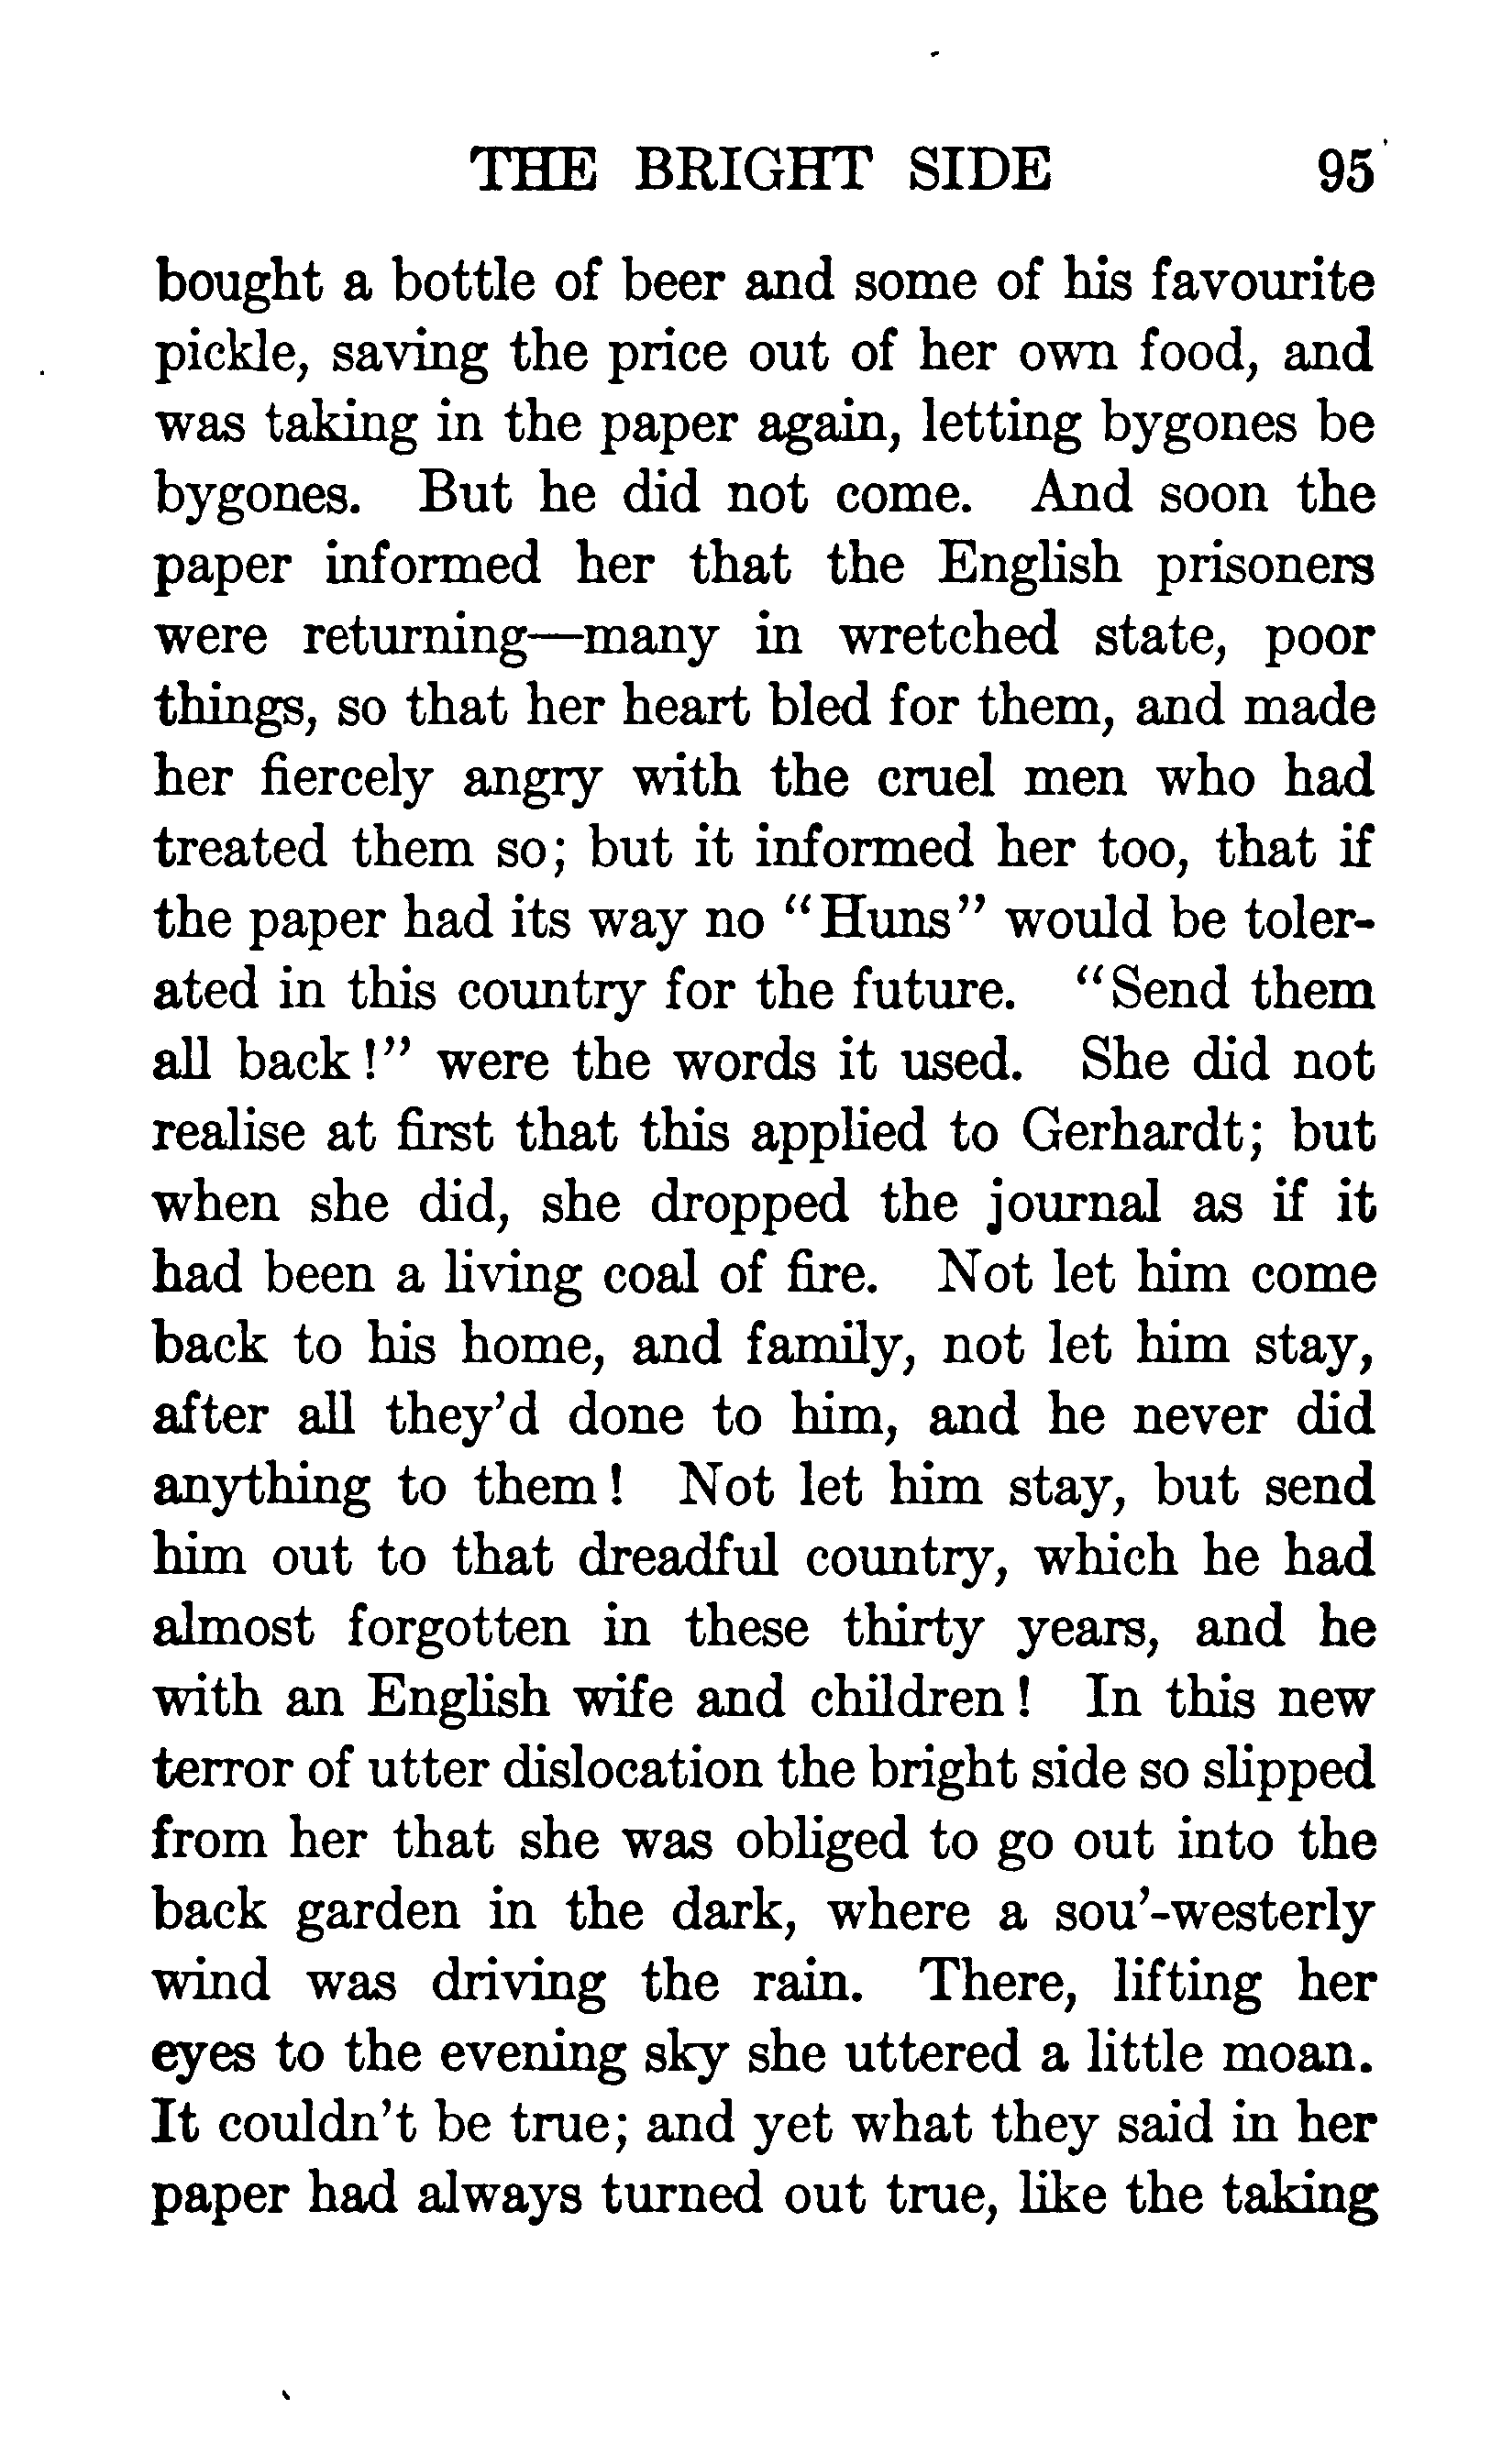 THE BRIGHT SIDE 95
bought a bottle of beer and some of his favourite
pickle, saving the price out of her own food, and
was taking in the paper again, letting bygones be
bygones. But he did not come. And soon the
paper informed her that the English prisoners
were returning—many in wretched state, poor
things, so that her heart bled for them, and made
her fiercely angry with the cruel men who had
treated them so; but it informed her too, that if
the paper had its way no "Huns" would be toler-
ated in this country for the future. "Send them
all back!" were the words it used. She did not
realise at first that this applied to Gerhardt; but
when she did, she dropped the journal as if it
had been a living coal of fire. Not let him come
back to his home, and family, not let him stay,
after all they'd done to him, and he never did
anything to them! Not let him stay, but send
him out to that dreadful country, which he had
almost forgotten in these thirty years, and he
with an English wife and children! In this new
terror of utter dislocation the bright side so slipped
from her that she was obliged to go out into the
back garden in the dark, where a sou'-westerly
wind was driving the rain. There, lifting her
eyes to the evening sky she uttered a little moan.
It couldn't be true; and yet what they said in her
paper had always turned out true, like the taking